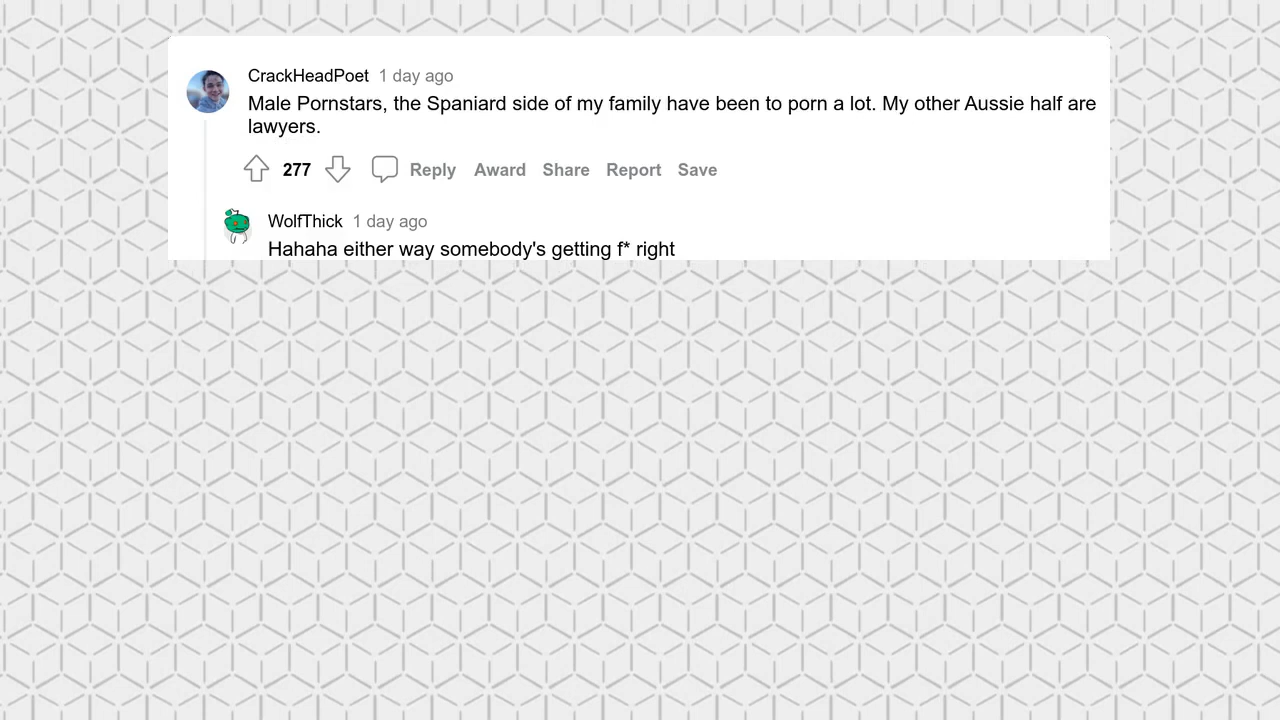 CrackHeadPoet 1 day ago
Male Pornstars, the Spaniard side of my family have been to porn a lot. My other Aussie half are
lawyers.
277 Reply Award Share Report Save
WolfThick 1 day ago
Hahaha either way somebody's getting f* right